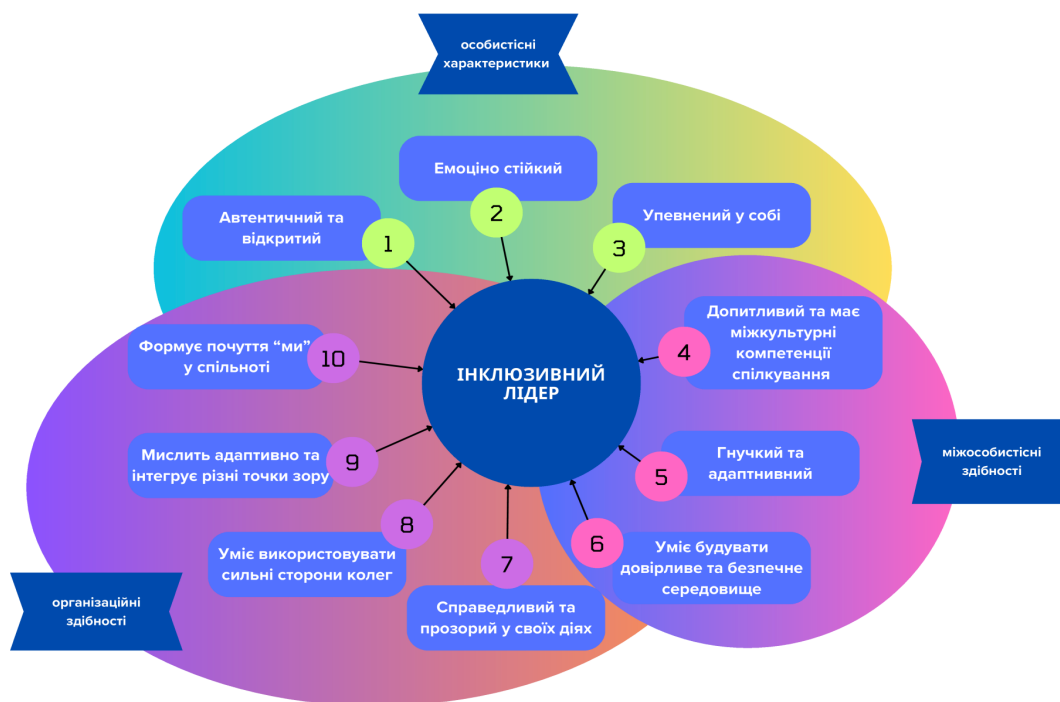 особистісні
характеристики
Емоціно стійкий
2
Автентичний та
відкритий
1
Упевнений у собі
3
Допитливий та має
міжкультурні
компетенції
спілкування
4
ІНКЛЮЗИВНИЙ
ЛІДЕР
Формує почуття “ми”
у спільноті
10
Мислить адаптивно та
інтегрує різні точки зору
9
Гнучкий та
адаптнивний
5
міжособистісні
здібності
Уміє використовувати
сильні сторони колег
8
Справедливий та
прозорий у своїх діях
7
Уміє будувати
довірливе та безпечне
середовище
6
організаційні
здібності